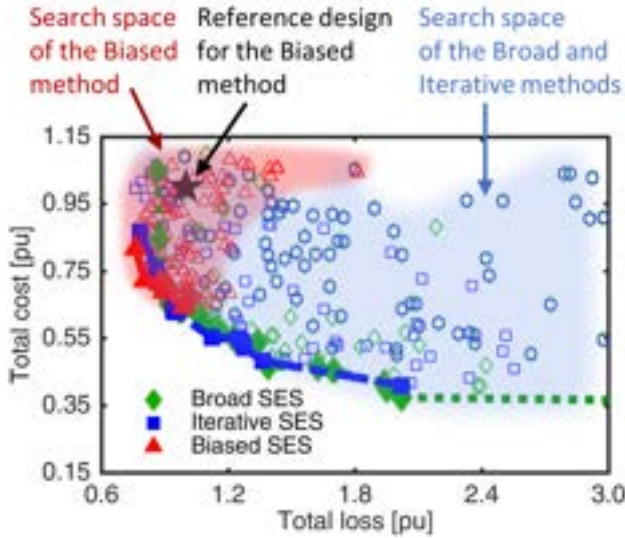 Search space
of the Biased
method
Reference design
for the Biased
method
Search space
of the Broad and
Iterative methods
1.15
0.95
0.75
0.55
0.35
0.15
Total cost [pu]
Broad SES
Iterative SES
Biased SES
0.6
1.2
1.8
2.4
3.0
Total loss [pu]